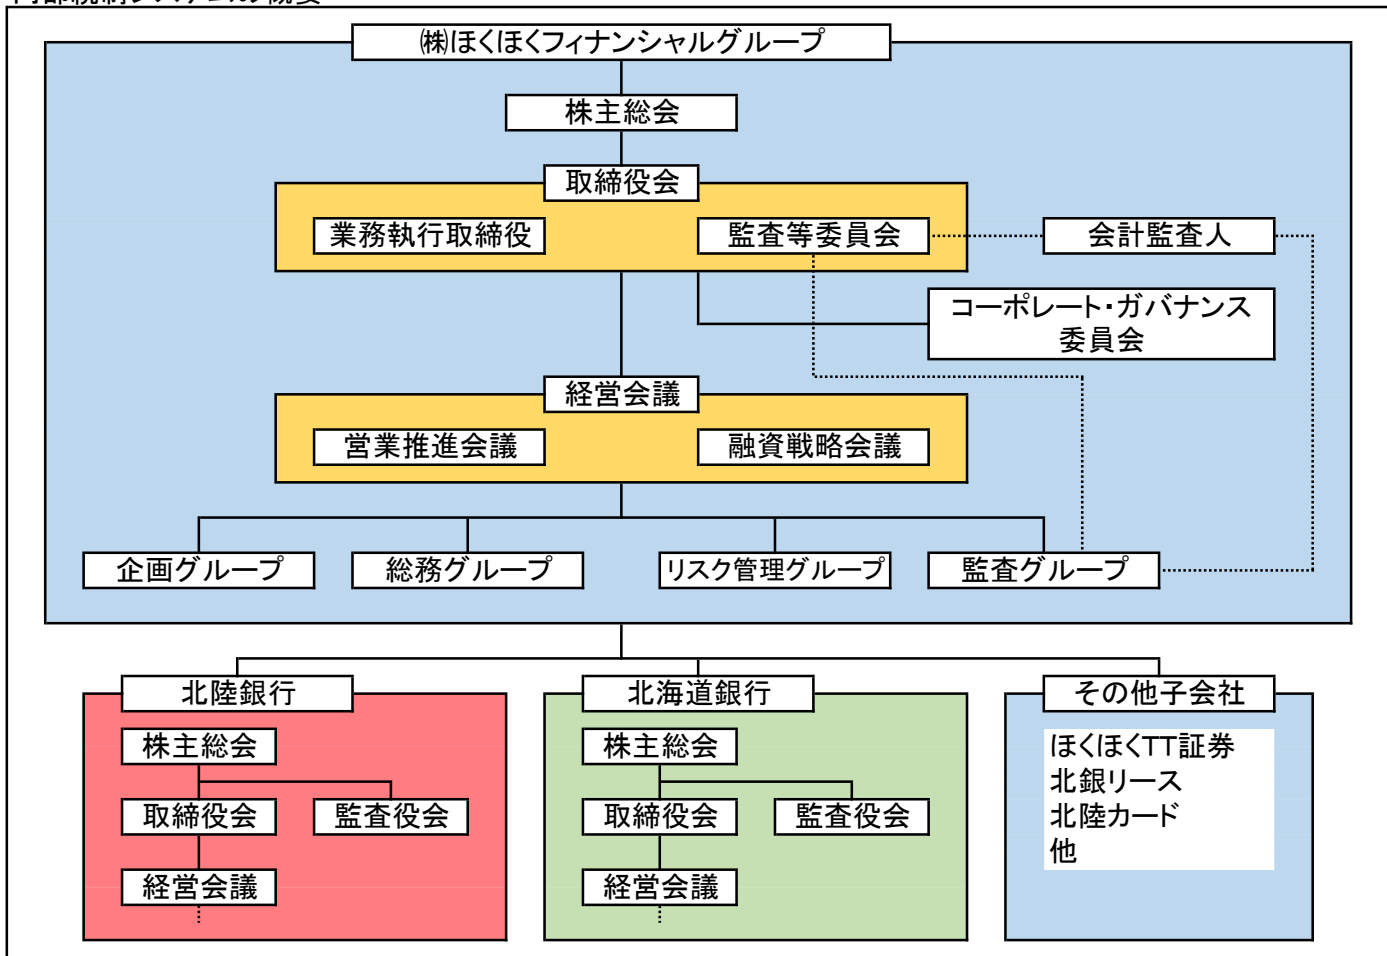 ㈱ほくほくフィナンシャルグループ
株主総会
取締役会
業務執行取締役
監査等委員会
会計監査人
コーポレート・ガバナンス
委員会
経営会議
営業推進会議
融資戦略会議
企画グループ
総務グループ
リスク管理グループ
監査グループ
北陸銀行
株主総会
取締役会
監査役会
経営会議
北海道銀行
株主総会
取締役会
監査役会
経営会議
その他子会社
ほくほくTT証券
北銀リース
北陸カード
他